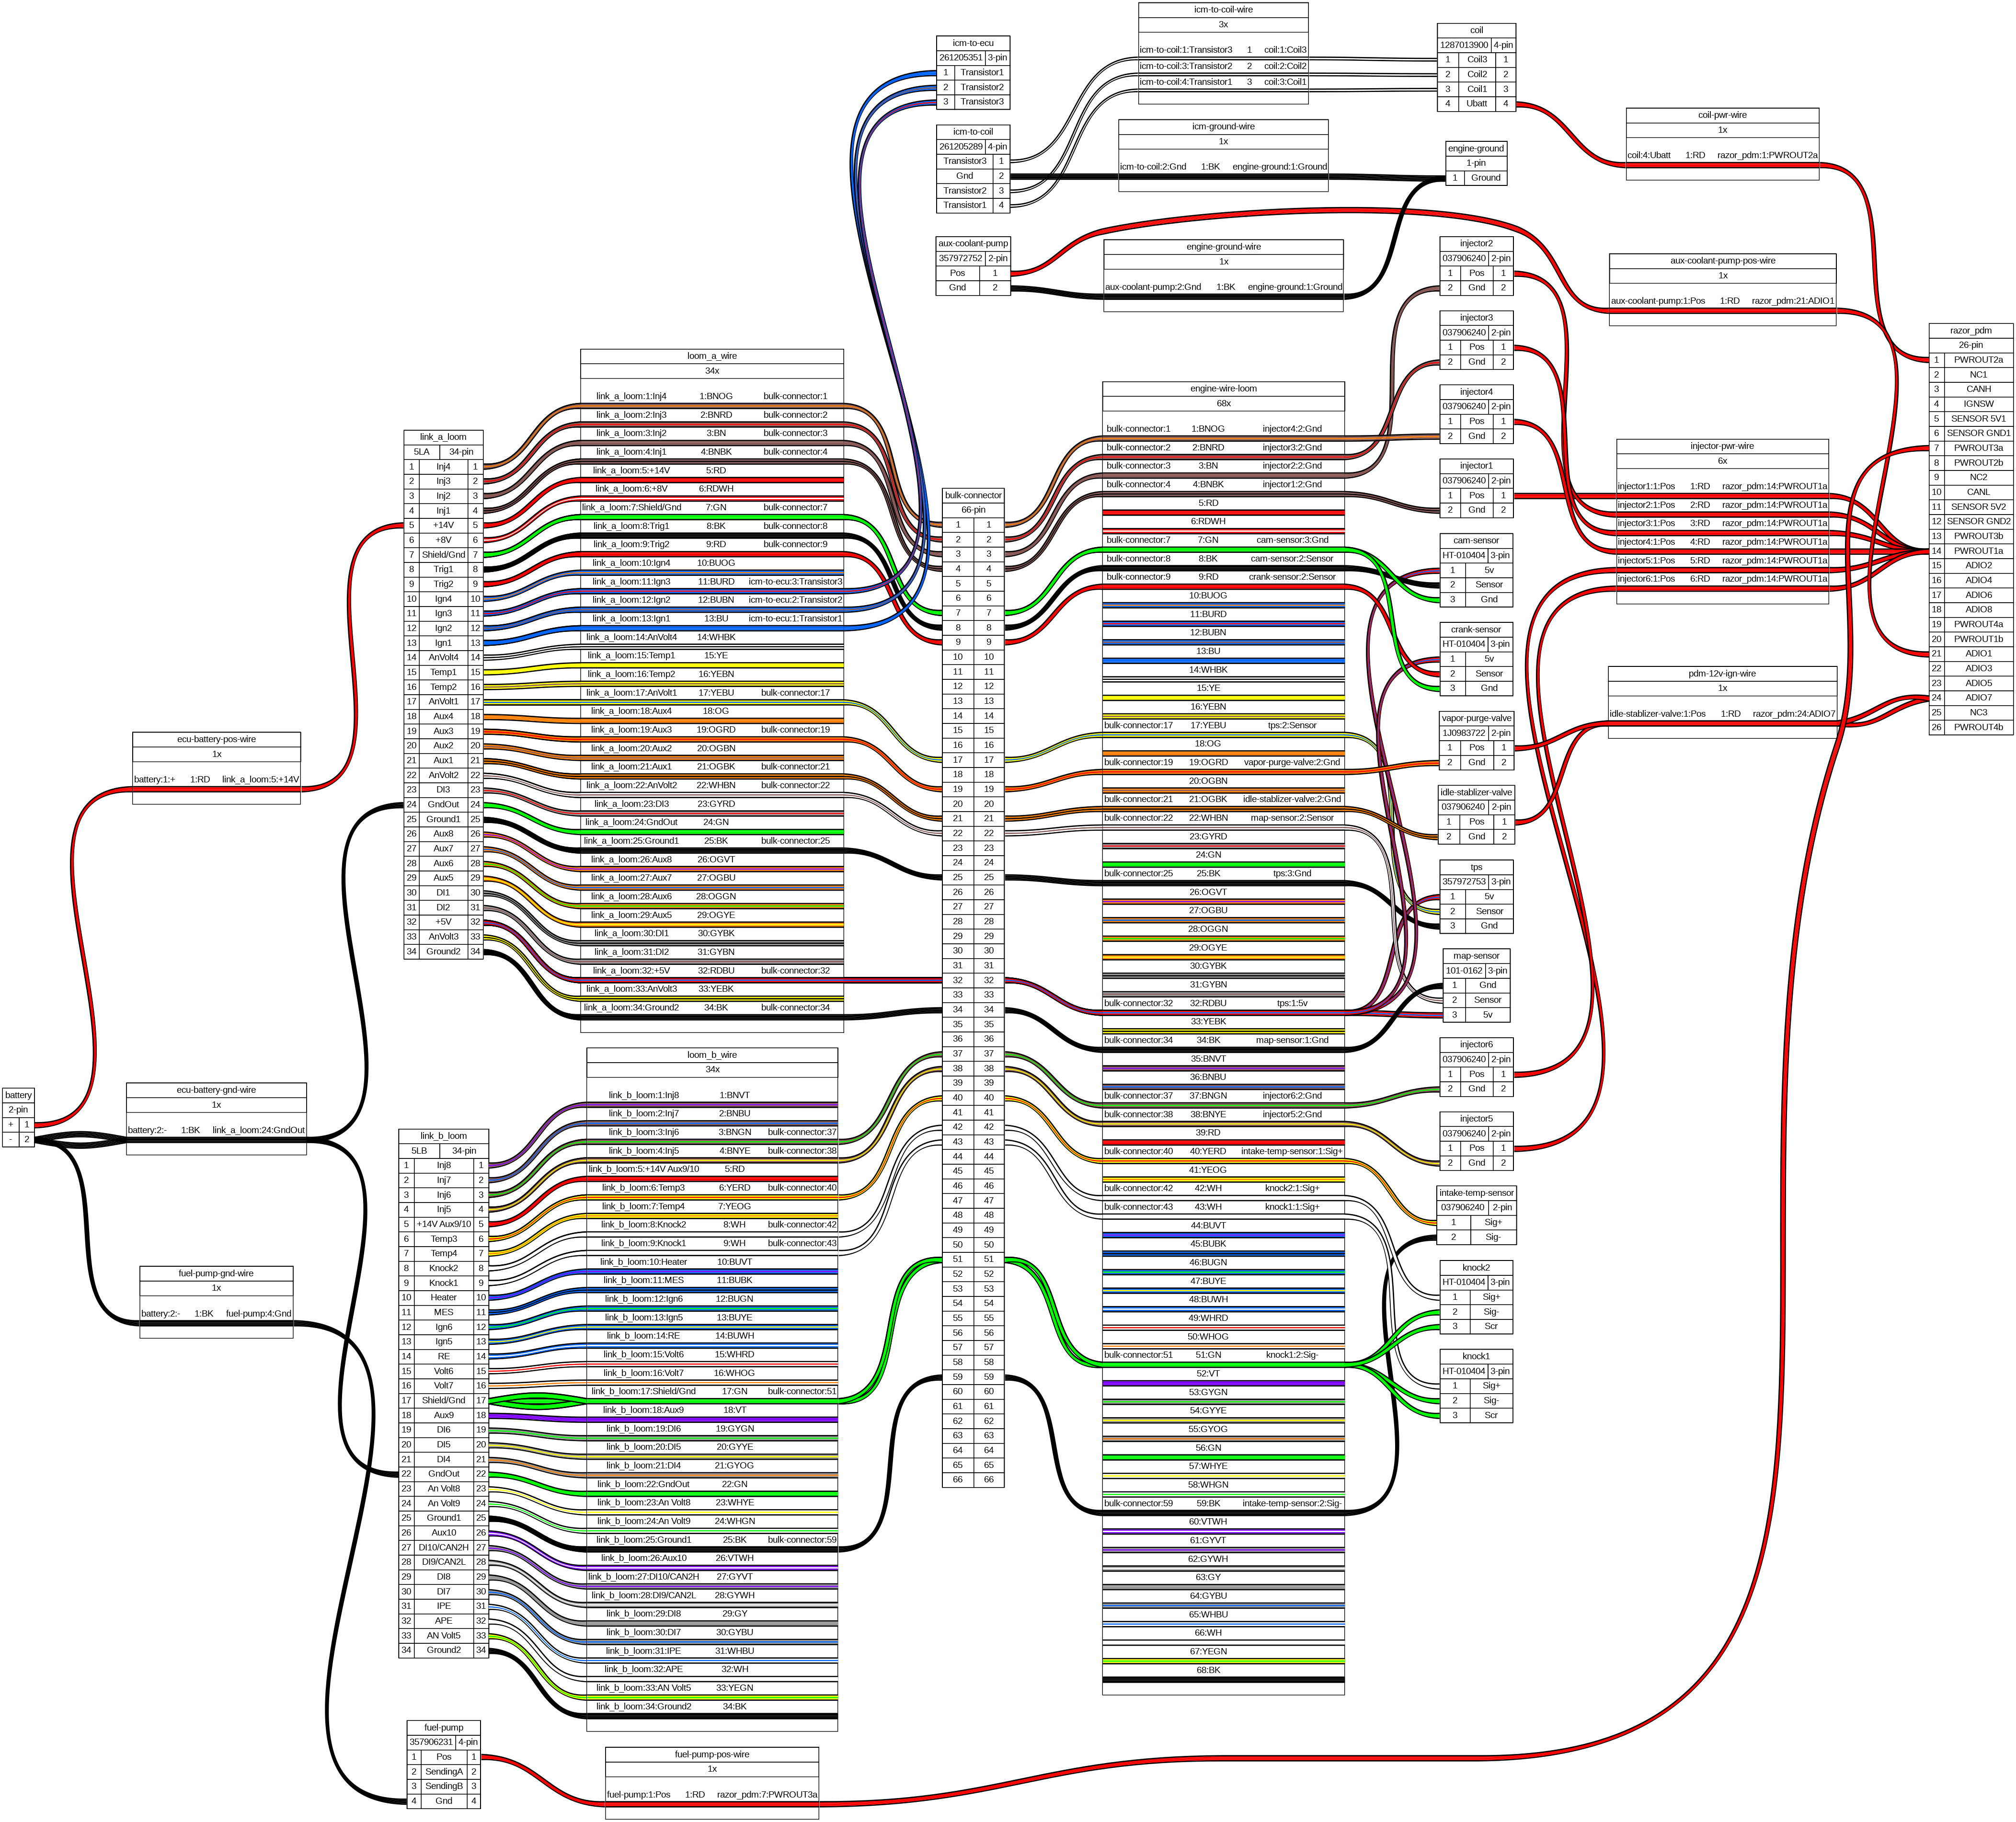 icm-to-coil-wire
3x
icm-to-coil:1:Transistor3 1 coil:1:Coil3
icm-to-coil:3:Transistor2 2 coil:2:Coil2
icm-to-coil:4:Transistor1 3 coil:3:Coil1
icm-to-ecu
261205351 3-pin
1 Transistor1
2 Transistor2
3 Transistor3
coil
1287013900 4-pin
1 Coil3 1
2 Coil2 2
3 Coil1 3
4 Ubatt 4
coil-pwr-wire
1x
coil:4:Ubatt 1:RD razor_pdm:1:PWROUT2a
icm-to-coil
261205289 4-pin
Transistor3 1
Gnd 2
Transistor2 3
Transistor1 4
icm-ground-wire
1x
icm-to-coil:2:Gnd 1:BK engine-ground:1:Ground
engine-ground
1-pin
1 Ground
aux-coolant-pump
357972752 2-pin
Pos 1
Gnd 2
engine-ground-wire
1x
aux-coolant-pump:2:Gnd 1:BK engine-ground:1:Ground
injector2
037906240 2-pin
1 Pos 1
2 Gnd 2
aux-coolant-pump-pos-wire
1x
aux-coolant-pump:1:Pos 1:RD razor_pdm:21:ADIO1
injector3
037906240 2-pin
1 Pos 1
2 Gnd 2
injector4
037906240 2-pin
1 Pos 1
2 Gnd 2
injector1
037906240 2-pin
1 Pos 1
2 Gnd 2
razor_pdm
26-pin
1 PWROUT2a
2 NC1
3 CANH
4 IGNSW
5 SENSOR 5V1
6 SENSOR GND1
7 PWROUT3a
8 PWROUT2b
9 NC2
10 CANL
11 SENSOR 5V2
12 SENSOR GND2
13 PWROUT3b
14 PWROUT1a
15 ADIO2
16 ADIO4
17 ADIO6
18 ADIO8
19 PWROUT4a
20 PWROUT1b
21 ADIO1
22 ADIO3
23 ADIO5
24 ADIO7
25 NC3
26 PWROUT4b
injector-pwr-wire
6x
injector1:1:Pos 1:RD razor_pdm:14:PWROUT1a
injector2:1:Pos 2:RD razor_pdm:14:PWROUT1a
injector3:1:Pos 3:RD razor_pdm:14:PWROUT1a
injector4:1:Pos 4:RD razor_pdm:14:PWROUT1a
injector5:1:Pos 5:RD razor_pdm:14:PWROUT1a
injector6:1:Pos 6:RD razor_pdm:14:PWROUT1a
pdm-12v-ign-wire
1x
idle-stablizer-valve:1:Pos 1:RD razor_pdm:24:ADIO7
loom_a_wire
34x
link_a_loom:1:Inj4 1:BNOG bulk-connector:1
link_a_loom:2:Inj3 2:BNRD bulk-connector:2
link_a_loom:3:Inj2 3:BN bulk-connector:3
link_a_loom:4:Inj1 4:BNBK bulk-connector:4
link_a_loom:5:+14V 5:RD
link_a_loom:6:+8V 6:RDWH
link_a_loom:7:Shield/Gnd 7:GN bulk-connector:7
link_a_loom:8:Trig1 8:BK bulk-connector:8
link_a_loom:9:Trig2 9:RD bulk-connector:9
link_a_loom:10:Ign4 10:BUOG
link_a_loom:11:Ign3 11:BURD icm-to-ecu:3:Transistor3
link_a_loom:12:Ign2 12:BUBN icm-to-ecu:2:Transistor2
link_a_loom:13:Ign1 13:BU icm-to-ecu:1:Transistor1
link_a_loom:14:AnVolt4 14:WHBK
link_a_loom:15:Temp1 15:YE
link_a_loom:16:Temp2 16:YEBN
link_a_loom:17:AnVolt1 17:YEBU bulk-connector:17
link_a_loom:18:Aux4 18:OG
link_a_loom:19:Aux3 19:OGRD bulk-connector:19
link_a_loom:20:Aux2 20:OGBN
link_a_loom:21:Aux1 21:OGBK bulk-connector:21
link_a_loom:22:AnVolt2 22:WHBN bulk-connector:22
link_a_loom:23:DI3 23:GYRD
link_a_loom:24:GndOut 24:GN
link_a_loom:25:Ground1 25:BK bulk-connector:25
link_a_loom:26:Aux8 26:OGVT
link_a_loom:27:Aux7 27:OGBU
link_a_loom:28:Aux6 28:OGGN
link_a_loom:29:Aux5 29:OGYE
link_a_loom:30:DI1 30:GYBK
link_a_loom:31:DI2 31:GYBN
link_a_loom:32:+5V 32:RDBU bulk-connector:32
link_a_loom:33:AnVolt3 33:YEBK
link_a_loom:34:Ground2 34:BK bulk-connector:34
link_a_loom
5LA 34-pin
1 Inj4 1
2 Inj3 2
3 Inj2 3
4 Inj1 4
5 +14V 5
6 +8V 6
7 Shield/Gnd 7
8 Trig1 8
9 Trig2 9
10 Ign4 10
11 Ign3 11
12 Ign2 12
13 Ign1 13
14 AnVolt4 14
15 Temp1 15
16 Temp2 16
17 AnVolt1 17
18 Aux4 18
19 Aux3 19
20 Aux2 20
21 Aux1 21
22 AnVolt2 22
23 DI3 23
24 GndOut 24
25 Ground1 25
26 Aux8 26
27 Aux7 27
28 Aux6 28
29 Aux5 29
30 DI1 30
31 DI2 31
32 +5V 32
33 AnVolt3 33
34 Ground2 34
ecu-battery-pos-wire
1x
battery:1:+ 1:RD link_a_loom:5:+14V
battery
2-pin
+ 1
- 2
ecu-battery-gnd-wire
1x
battery:2:- 1:BK link_a_loom:24:GndOut
fuel-pump-gnd-wire
1x
battery:2:- 1:BK fuel-pump:4:Gnd
bulk-connector
66-pin
1 1
2 2
3 3
4 4
5 5
6 6
7 7
8 8
9 9
10 10
11 11
12 12
13 13
14 14
15 15
16 16
17 17
18 18
19 19
20 20
21 21
22 22
23 23
24 24
25 25
26 26
27 27
28 28
29 29
30 30
31 31
32 32
33 33
34 34
35 35
36 36
37 37
38 38
39 39
40 40
41 41
42 42
43 43
44 44
45 45
46 46
47 47
48 48
49 49
50 50
51 51
52 52
53 53
54 54
55 55
56 56
57 57
58 58
59 59
60 60
61 61
62 62
63 63
64 64
65 65
66 66
engine-wire-loom
68x
bulk-connector:1 1:BNOG injector4:2:Gnd
bulk-connector:2 2:BNRD injector3:2:Gnd
bulk-connector:3 3:BN injector2:2:Gnd
bulk-connector:4 4:BNBK injector1:2:Gnd
5:RD
6:RDWH
bulk-connector:7 7:GN cam-sensor:3:Gnd
bulk-connector:8 8:BK cam-sensor:2:Sensor
bulk-connector:9 9:RD crank-sensor:2:Sensor
10:BUOG
11:BURD
12:BUBN
13:BU
14:WHBK
15:YE
16:YEBN
bulk-connector:17 17:YEBU tps:2:Sensor
18:OG
bulk-connector:19 19:OGRD vapor-purge-valve:2:Gnd
20:OGBN
bulk-connector:21 21:OGBK idle-stablizer-valve:2:Gnd
bulk-connector:22 22:WHBN map-sensor:2:Sensor
23:GYRD
24:GN
bulk-connector:25 25:BK tps:3:Gnd
26:OGVT
27:OGBU
28:OGGN
29:OGYE
30:GYBK
31:GYBN
bulk-connector:32 32:RDBU tps:1:5v
33:YEBK
bulk-connector:34 34:BK map-sensor:1:Gnd
35:BNVT
36:BNBU
bulk-connector:37 37:BNGN injector6:2:Gnd
bulk-connector:38 38:BNYE injector5:2:Gnd
39:RD
bulk-connector:40 40:YERD intake-temp-sensor:1:Sig+
41:YEOG
bulk-connector:42 42:WH knock2:1:Sig+
bulk-connector:43 43:WH knock1:1:Sig+
44:BUVT
45:BUBK
46:BUGN
47:BUYE
48:BUWH
49:WHRD
50:WHOG
bulk-connector:51 51:GN knock1:2:Sig-
52:VT
53:GYGN
54:GYYE
55:GYOG
56:GN
57:WHYE
58:WHGN
bulk-connector:59 59:BK intake-temp-sensor:2:Sig-
60:VTWH
61:GYVT
62:GYWH
63:GY
64:GYBU
65:WHBU
66:WH
67:YEGN
68:BK
cam-sensor
HT-010404 3-pin
1 5v
2 Sensor
3 Gnd
crank-sensor
HT-010404 3-pin
1 5v
2 Sensor
3 Gnd
vapor-purge-valve
1J0983722 2-pin
1 Pos 1
2 Gnd 2
idle-stablizer-valve
037906240 2-pin
1 Pos 1
2 Gnd 2
tps
357972753 3-pin
1 5v
2 Sensor
3 Gnd
map-sensor
101-0162 3-pin
1 Gnd
2 Sensor
3 5v
injector6
037906240 2-pin
1 Pos 1
2 Gnd 2
injector5
037906240 2-pin
1 Pos 1
2 Gnd 2
intake-temp-sensor
037906240 2-pin
1 Sig+
2 Sig-
knock2
HT-010404 3-pin
1 Sig+
2 Sig-
3 Scr
knock1
HT-010404 3-pin
1 Sig+
2 Sig-
3 Scr
loom_b_wire
34x
link_b_loom:1:Inj8 1:BNVT
link_b_loom:2:Inj7 2:BNBU
link_b_loom:3:Inj6 3:BNGN bulk-connector:37
link_b_loom:4:Inj5 4:BNYE bulk-connector:38
link_b_loom:5:+14V Aux9/10 5:RD
link_b_loom:6:Temp3 6:YERD bulk-connector:40
link_b_loom:7:Temp4 7:YEOG
link_b_loom:8:Knock2 8:WH bulk-connector:42
link_b_loom:9:Knock1 9:WH bulk-connector:43
link_b_loom:10:Heater 10:BUVT
link_b_loom:11:MES 11:BUBK
link_b_loom:12:Ign6 12:BUGN
link_b_loom:13:Ign5 13:BUYE
link_b_loom:14:RE 14:BUWH
link_b_loom:15:Volt6 15:WHRD
link_b_loom:16:Volt7 16:WHOG
link_b_loom:17:Shield/Gnd 17:GN bulk-connector:51
link_b_loom:18:Aux9 18:VT
link_b_loom:19:DI6 19:GYGN
link_b_loom:20:DI5 20:GYYE
link_b_loom:21:DI4 21:GYOG
link_b_loom:22:GndOut 22:GN
link_b_loom:23:An Volt8 23:WHYE
link_b_loom:24:An Volt9 24:WHGN
link_b_loom:25:Ground1 25:BK bulk-connector:59
link_b_loom:26:Aux10 26:VTWH
link_b_loom:27:DI10/CAN2H 27:GYVT
link_b_loom:28:DI9/CAN2L 28:GYWH
link_b_loom:29:DI8 29:GY
link_b_loom:30:DI7 30:GYBU
link_b_loom:31:IPE 31:WHBU
link_b_loom:32:APE 32:WH
link_b_loom:33:AN Volt5 33:YEGN
link_b_loom:34:Ground2 34:BK
link_b_loom
5LB 34-pin
1 Inj8 1
2 Inj7 2
3 Inj6 3
4 Inj5 4
5 +14V Aux9/10 5
6 Temp3 6
7 Temp4 7
8 Knock2 8
9 Knock1 9
10 Heater 10
11 MES 11
12 Ign6 12
13 Ign5 13
14 RE 14
15 Volt6 15
16 Volt7 16
17 Shield/Gnd 17
18 Aux9 18
19 DI6 19
20 DI5 20
21 DI4 21
22 GndOut 22
23 An Volt8 23
24 An Volt9 24
25 Ground1 25
26 Aux10 26
27 DI10/CAN2H 27
28 DI9/CAN2L 28
29 DI8 29
30 DI7 30
31 IPE 31
32 APE 32
33 AN Volt5 33
34 Ground2 34
fuel-pump
357906231 4-pin
1 Pos 1
2 SendingA 2
3 SendingB 3
4 Gnd 4
fuel-pump-pos-wire
1x
fuel-pump:1:Pos 1:RD razor_pdm:7:PWROUT3a